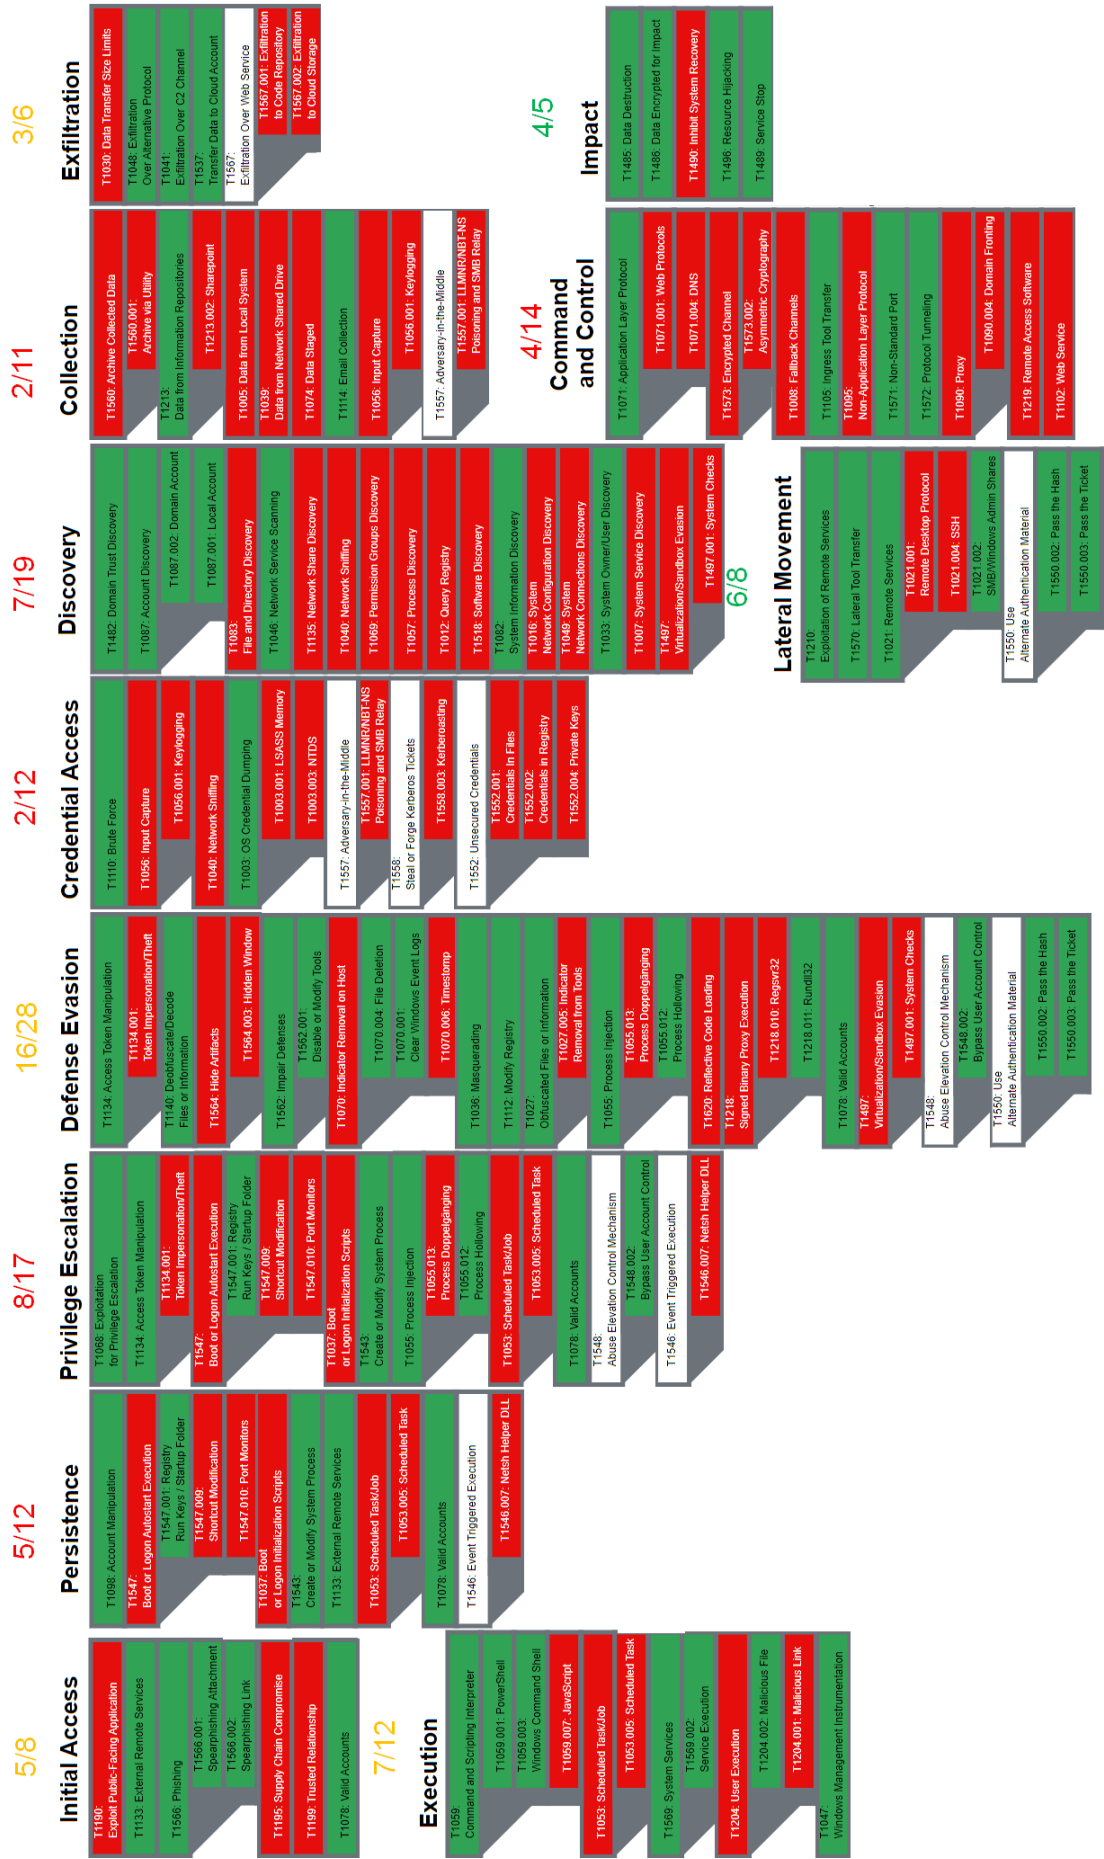 5/8
Initial Access
T1190:
Exploit Public-Facing Application
T1133: External Remote Services
T1566: Phishing
T1566.001:
Spearphishing Attachment
T1566.002:
Spearphishing Link
T1195: Supply Chain Compromise
T1199: Trusted Relationship
T1078: Valid Accounts
7/12
Execution
T1059:
Command and Scripting Interpreter
T1059.001: PowerShell
T1059.003:
Windows Command Shell
T1059.007: JavaScript
T1053: Scheduled Task/Job
T1053.005: Scheduled Task
T1569: System Services
T1569.002:
Service Execution
T1204: User Execution
T1204.002: Malicious File
T1204.001: Malicious Link
T1047:
Windows Management Instrumentation
5/12
Persistence
T1098: Account Manipulation
T1547:
Boot or Logon Autostart Execution
T1547.001: Registry
Run Keys / Startup Folder
T1547.009:
Shortcut Modification
T1547.010: Port Monitors
T1037: Boot
or Logon Initialization Scripts
T1543:
Create or Modify System Process
T1133: External Remote Services
T1053: Scheduled Task/Job
T1053.005: Scheduled Task
T1078: Valid Accounts
T1546: Event Triggered Execution
T1546.007: Netsh Helper DLL
8/17
Privilege Escalation
T1068: Exploitation
for Privilege Escalation
T1134: Access Token Manipulation
T1134.001:
Token Impersonation/Theft
T1547:
Boot or Logon Autostart Execution
T1547.001: Registry
Run Keys / Startup Folder
T1547.009:
Shortcut Modification
T1547.010: Port Monitors
T1037: Boot
or Logon Initialization Scripts
T1543:
Create or Modify System Process
T1055: Process Injection
T1055.013:
Process Doppelgänging
T1055.012:
Process Hollowing
T1053: Scheduled Task/Job
T1053.005: Scheduled Task
T1078: Valid Accounts
T1548:
Abuse Elevation Control Mechanism
T1548.002:
Bypass User Account Control
T1546: Event Triggered Execution
T1546.007: Netsh Helper DLL
16/28
Defense Evasion
T1134: Access Token Manipulation
T1134.001:
Token Impersonation/Theft
T1140: Deobfuscate/Decode
Files or Information
T1564: Hide Artifacts
T1564.003: Hidden Window
T1562: Impair Defenses
T1562.001:
Disable or Modify Tools
T1070: Indicator Removal on Host
T1070.004: File Deletion
T1070.001:
Clear Windows Event Logs
T1070.006: Timestomp
T1036: Masquerading
T1112: Modify Registry
T1027:
Obfuscated Files or Information
T1027.005: Indicator
Removal from Tools
T1055: Process Injection
T1055.013:
Process Doppelgänging
T1055.012:
Process Hollowing
T1620: Reflective Code Loading
T1218:
Signed Binary Proxy Execution
T1218.010: Regsvr32
T1218.011: Rundll32
T1078: Valid Accounts
T1497:
Virtualization/Sandbox Evasion
T1497.001: System Checks
T1548:
Abuse Elevation Control Mechanism
T1548.002:
Bypass User Account Control
T1550: Use
Alternate Authentication Material
T1550.002: Pass the Hash
T1550.003: Pass the Ticket
2/12
Credential Access
T1110: Brute Force
T1056: Input Capture
T1056.001: Keylogging
T1040: Network Sniffing
T1003: OS Credential Dumping
T1003.001: LSASS Memory
T1003.003: NTDS
T1557: Adversary-in-the-Middle
T1557.001: LLMNR/NBT-NS
Poisoning and SMB Relay
T1558:
Steal or Forge Kerberos Tickets
T1558.003: Kerberoasting
T1552: Unsecured Credentials
T1552.001:
Credentials In Files
T1552.002:
Credentials in Registry
T1552.004: Private Keys
7/19
Discovery
T1482: Domain Trust Discovery
T1087: Account Discovery
T1087.002: Domain Account
T1087.001: Local Account
T1083:
File and Directory Discovery
T1046: Network Service Scanning
T1135: Network Share Discovery
T1040: Network Sniffing
T1069: Permission Groups Discovery
T1057: Process Discovery
T1012: Query Registry
T1518: Software Discovery
T1082:
System Information Discovery
T1016: System
Network Configuration Discovery
T1049: System
Network Connections Discovery
T1033: System Owner/User Discovery
T1007: System Service Discovery
T1497:
Virtualization/Sandbox Evasion
T1497.001: System Checks
6/8
Lateral Movement
T1210:
Exploitation of Remote Services
T1570: Lateral Tool Transfer
T1021: Remote Services
T1021.001:
Remote Desktop Protocol
T1021.004: SSH
T1021.002:
SMB/Windows Admin Shares
T1550: Use
Alternate Authentication Material
T1550.002: Pass the Hash
T1550.003: Pass the Ticket
2/11
Collection
T1560: Archive Collected Data
T1560.001:
Archive via Utility
T1213:
Data from Information Repositories
T1213.002: Sharepoint
T1005: Data from Local System
T1039:
Data from Network Shared Drive
T1074: Data Staged
T1114: Email Collection
T1056: Input Capture
T1056.001: Keylogging
T1557: Adversary-in-the-Middle
T1557.001: LLMNR/NBT-NS
Poisoning and SMB Relay
4/14
Command
and Control
T1071: Application Layer Protocol
T1071.001: Web Protocols
T1071.004: DNS
T1573: Encrypted Channel
T1573.002:
Asymmetric Cryptography
T1008: Fallback Channels
T1105: Ingress Tool Transfer
T1095:
Non-Application Layer Protocol
T1571: Non-Standard Port
T1572: Protocol Tunneling
T1090: Proxy
T1090.004: Domain Fronting
T1219: Remote Access Software
T1102: Web Service
3/6
Exfiltration
T1030: Data Transfer Size Limits
T1048: Exfiltration
Over Alternative Protocol
T1041:
Exfiltration Over C2 Channel
T1537:
Transfer Data to Cloud Account
T1567:
Exfiltration Over Web Service
T1567.001: Exfiltration
to Code Repository
T1567.002: Exfiltration
to Cloud Storage
4/5
Impact
T1485: Data Destruction
T1486: Data Encrypted for Impact
T1490: Inhibit System Recovery
T1496: Resource Hijacking
T1489: Service Stop